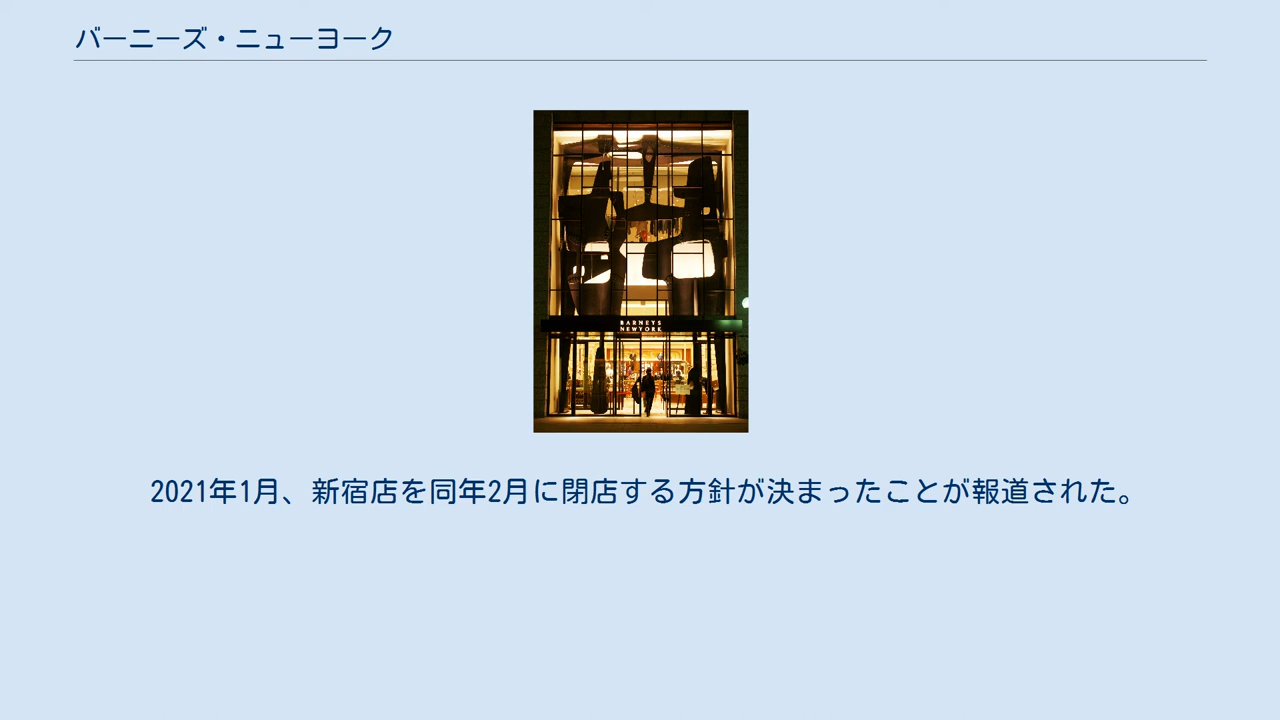 バーニーズ・ニューヨーク
BARNEYS
NEWYORK
2021年1月、新宿店を同年2月に閉店する方針が決まったことが報道された。